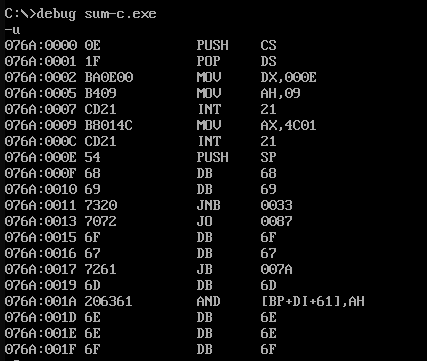 C:\>debug sum-c.exe
-u
076A:0000 0E PUSH CS
076A:0001 1F POP DS
076A:0002 BA0E00 MOV DX,000E
076A:0005 B409 MOV AH,09
076A:0007 CD21 INT 21
076A:0009 B8014C MOV AX,4C01
076A:000C CD21 INT 21
076A:000E 54 PUSH SP
076A:000F 68 DB 68
076A:0010 69 DB 69
076A:0011 7320 JNB 0033
076A:0013 7072 JO 0087
076A:0015 6F DB 6F
076A:0016 67 DB 67
076A:0017 7261 JB 007A
076A:0019 6D DB 6D
076A:001A 206361 AND [BP+DI+61],AH
076A:001D 6E DB 6E
076A:001E 6E DB 6E
076A:001F 6F DB 6F